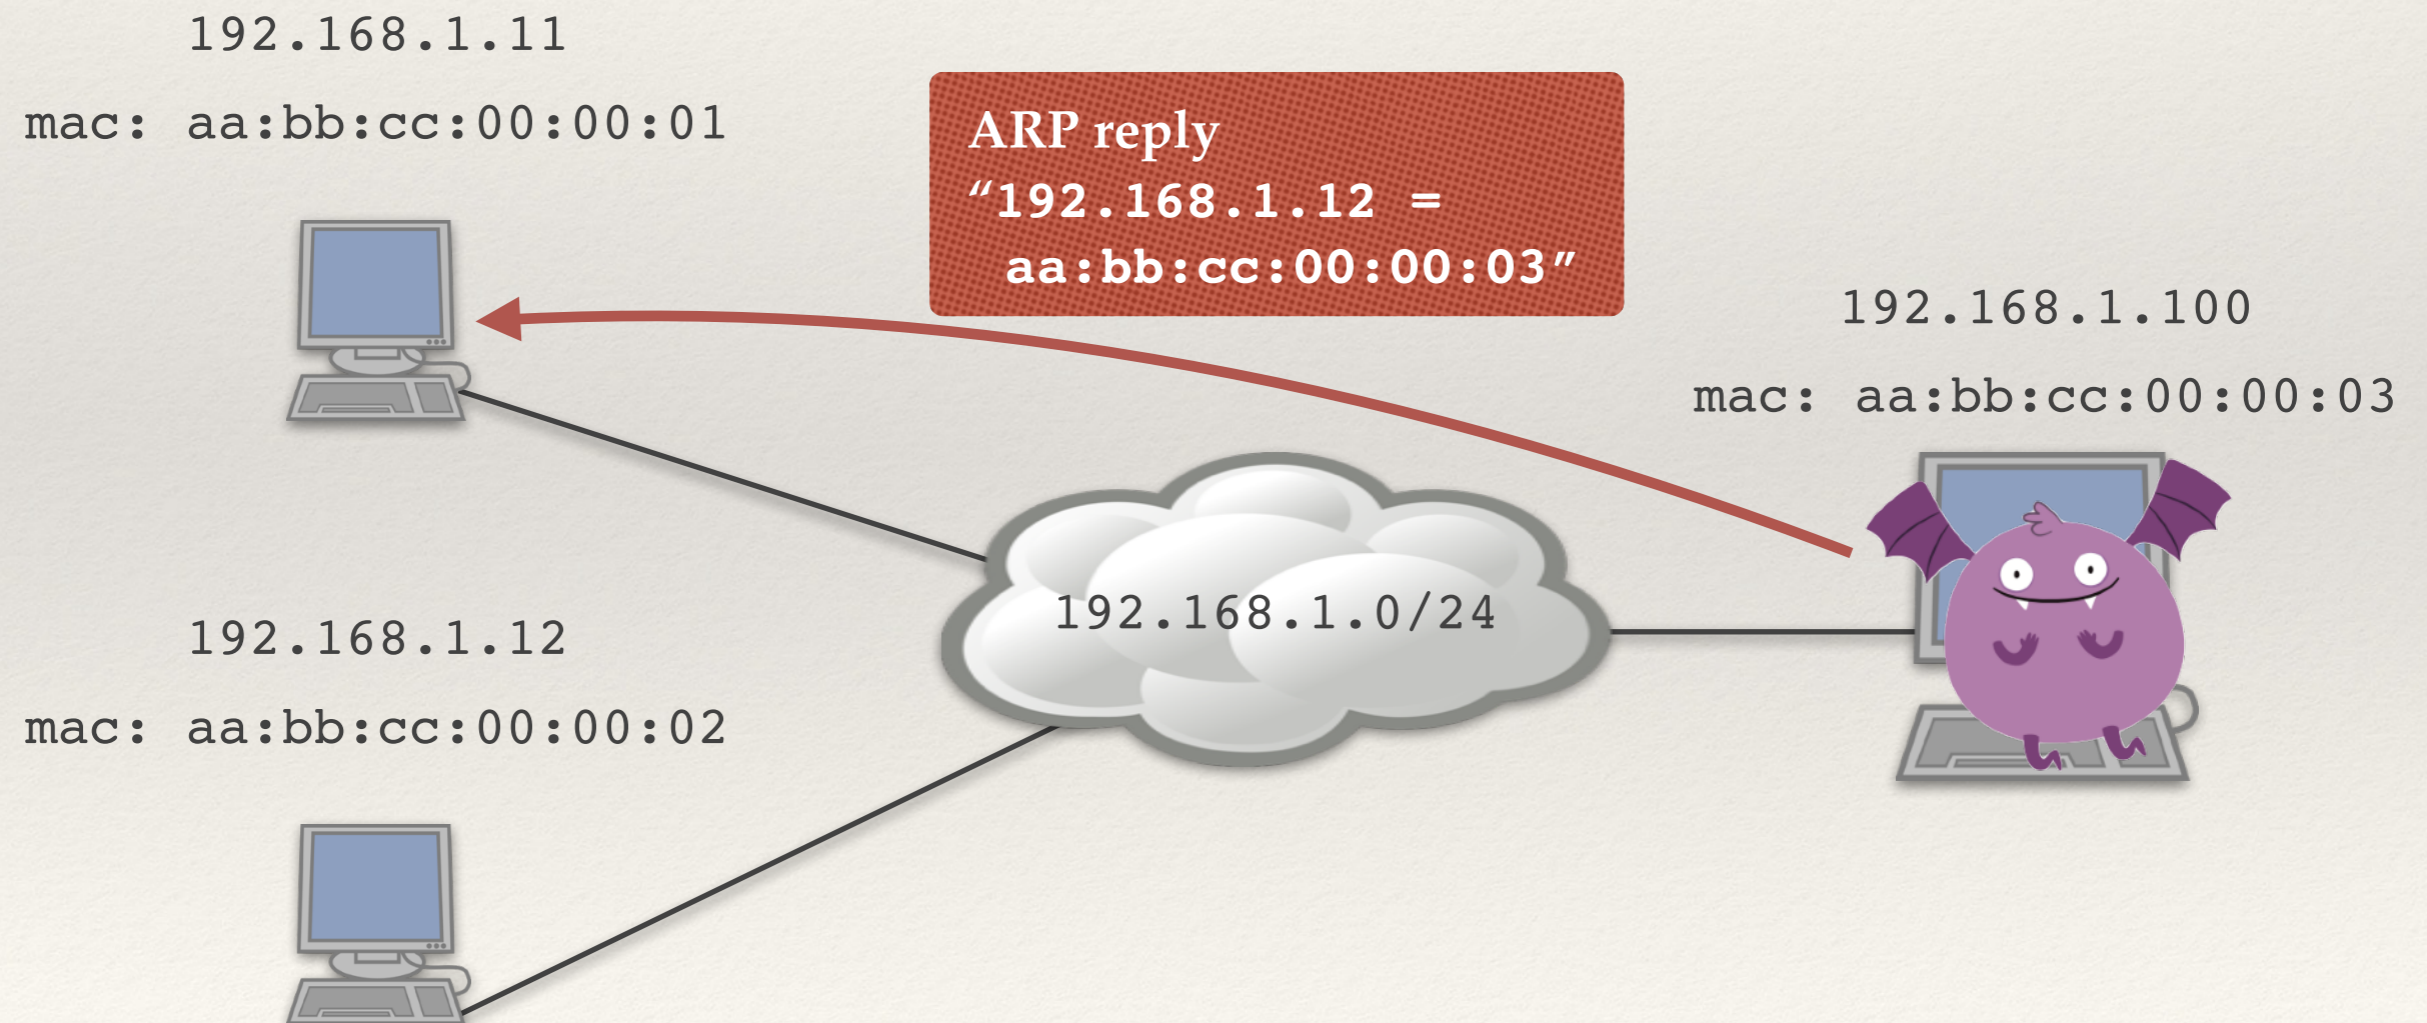 192.168.1.11
mac: aa:bb:cc:00:00:01
ARP reply
“192.168.1.12 =
aa:bb:cc:00:00:03”
192.168.1.100
mac: aa:bb:cc:00:00:03
192.168.1.0/24
192.168.1.12
mac: aa:bb:cc:00:00:02